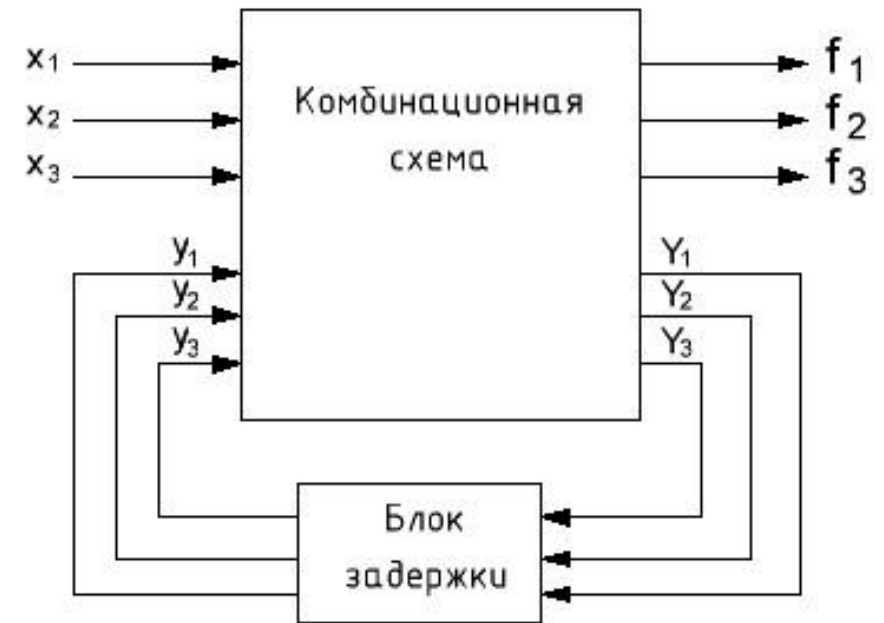 x₁
x₂
x₃
Комбинационная
схема
f₁
f₂
f₃
y₁
y₂
y₃
Y₁
Y₂
Y₃
Блок
задержки